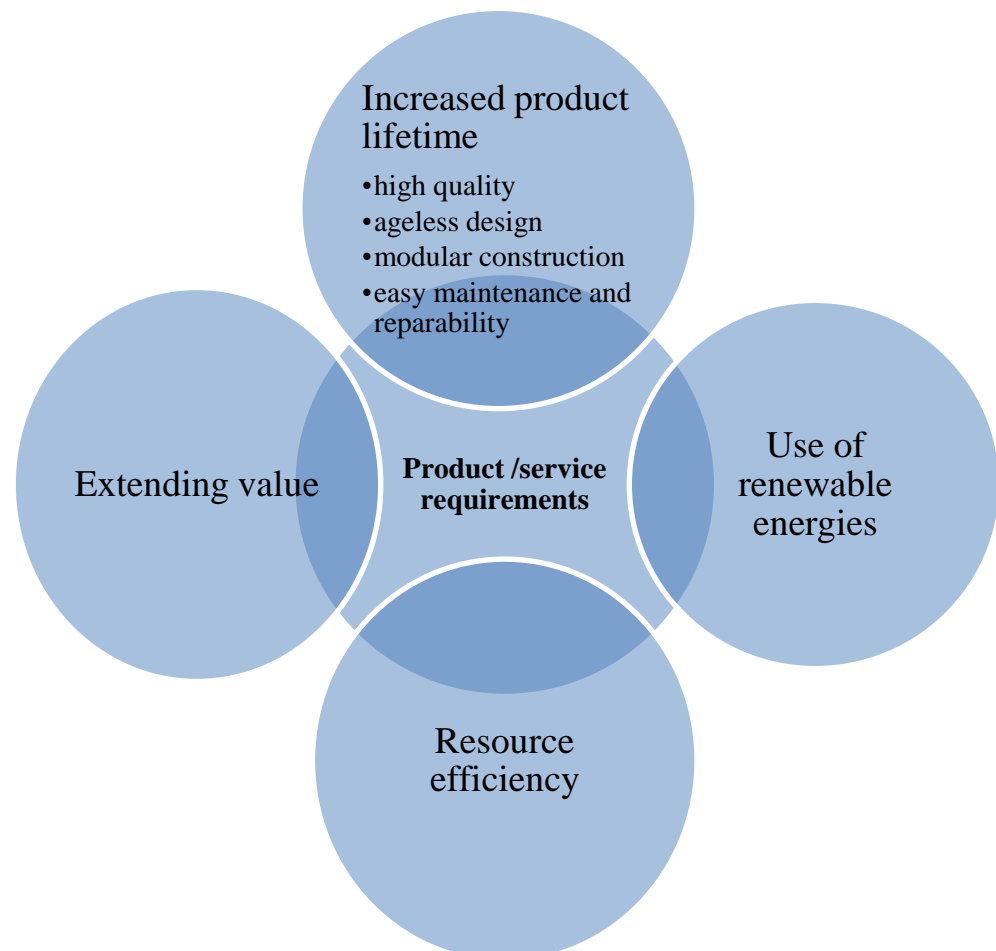 Increased product
lifetime
•high quality
•ageless design
•modular construction
•easy maintenance and
reparability
Extending value
Product /service
requirements
Use of
renewable
energies
Resource
efficiency